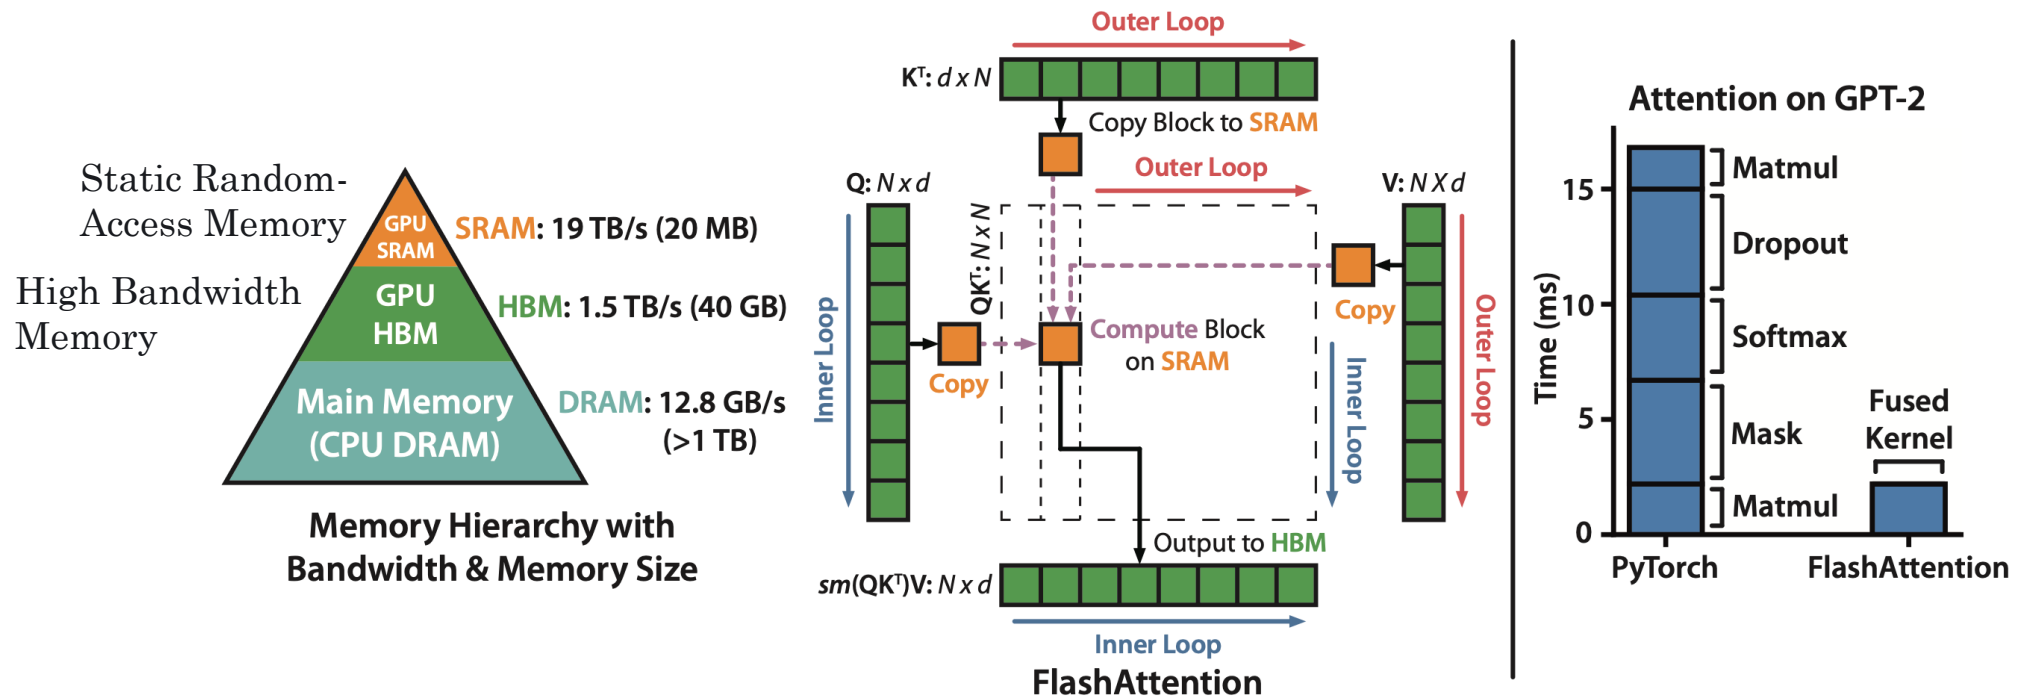 Static Random-
Access Memory
High Bandwidth
Memory
GPU
SRAM
GPU
HBM
Main Memory
(CPU DRAM)
SRAM: 19 TB/s (20 MB)
HBM: 1.5 TB/s (40 GB)
DRAM: 12.8 GB/s
(>1 TB)
Memory Hierarchy with
Bandwidth & Memory Size
Outer Loop
Kᵀ: d x N
Copy Block to SRAM
Outer Loop
Q: N x d
V: N X d
QKᵀ: N x N
Inner Loop
Copy
Compute Block
on SRAM
Copy
Inner Loop
Outer Loop
Output to HBM
sm(QKᵀ)V: N x d
Inner Loop
FlashAttention
Attention on GPT-2
Time (ms)
15
10
5
0
Matmul
Dropout
Softmax
Mask
Matmul
Fused
Kernel
PyTorch
FlashAttention